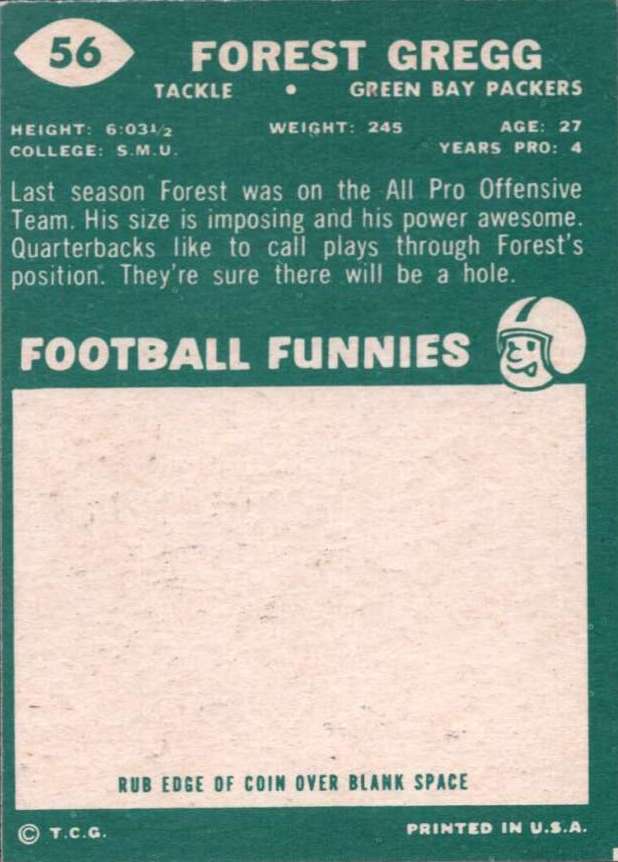 56
FOREST GREGG
TACKLE • GREEN BAY PACKERS
HEIGHT: 6:03½ WEIGHT: 245 AGE: 27
COLLEGE: S.M.U. YEARS PRO: 4
Last season Forest was on the All Pro Offensive
Team. His size is imposing and his power awesome.
Quarterbacks like to call plays through Forest's
position. They're sure there will be a hole.
FOOTBALL FUNNIES
RUB EDGE OF COIN OVER BLANK SPACE
© T.C.G. PRINTED IN U.S.A.